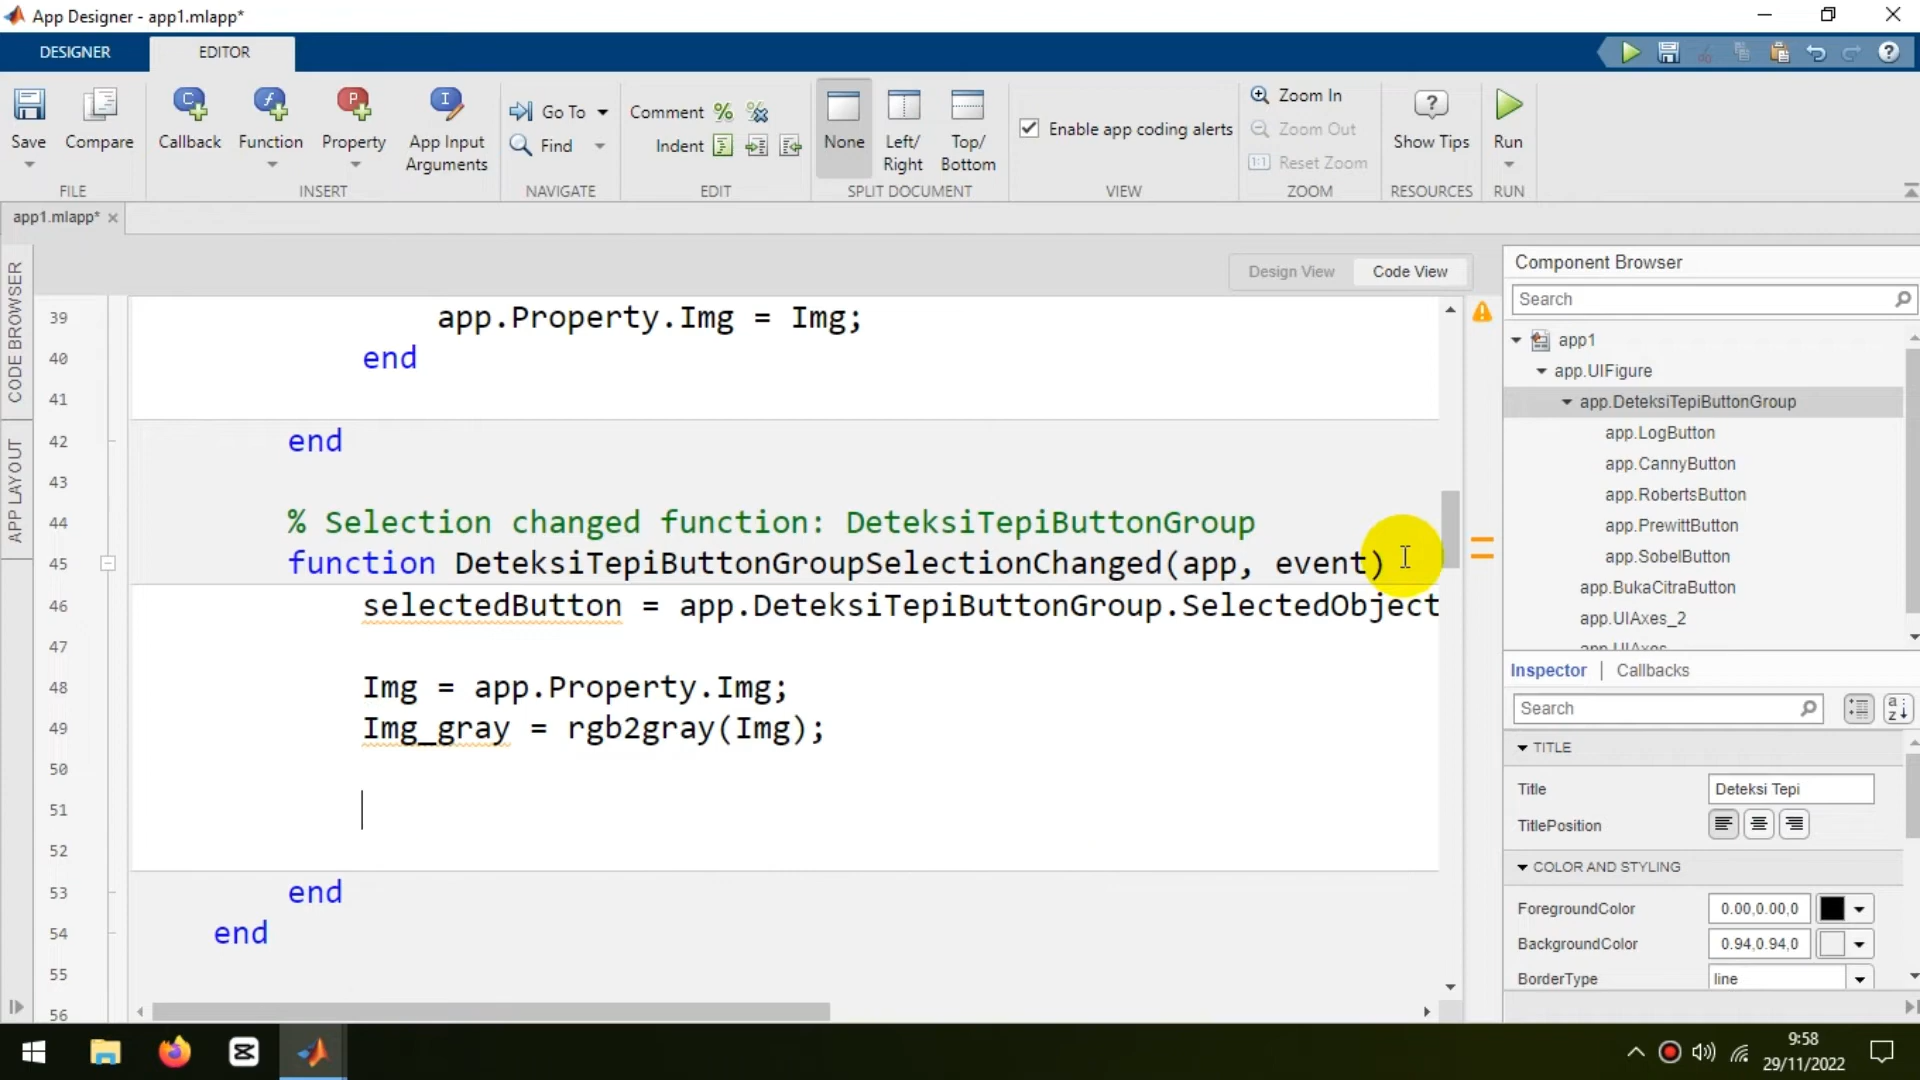 App Designer - app1.mlapp*
DESIGNER
EDITOR
Save
Compare
FILE
Callback
Function
Property
App Input
Arguments
INSERT
Go To
Find
NAVIGATE
Comment
Indent
EDIT
None
Left/
Right
Top/
Bottom
SPLIT DOCUMENT
Enable app coding alerts
VIEW
Zoom In
Zoom Out
Reset Zoom
ZOOM
Show Tips
RESOURCES
Run
RUN
app1.mlapp*
CODE BROWSER
APP LAYOUT
Design View
Code View
39 app.Property.Img = Img;
40 end
41
42 end
43
44 % Selection changed function: DeteksiTepiButtonGroup
45 function DeteksiTepiButtonGroupSelectionChanged(app, event)
46 selectedButton = app.DeteksiTepiButtonGroup.SelectedObject
47
48 Img = app.Property.Img;
49 Img_gray = rgb2gray(Img);
50
51
52
53 end
54 end
55
56
Component Browser
Search
app1
app.UIFigure
app.DeteksiTepiButtonGroup
app.LogButton
app.CannyButton
app.RobertsButton
app.PrewittButton
app.SobelButton
app.BukaCitraButton
app.UIAxes_2
app.UIAxes
Inspector | Callbacks
Search
TITLE
Title Deteksi Tepi
TitlePosition
COLOR AND STYLING
ForegroundColor 0.00,0.00,0
BackgroundColor 0.94,0.94,0
BorderType line
9:58
29/11/2022